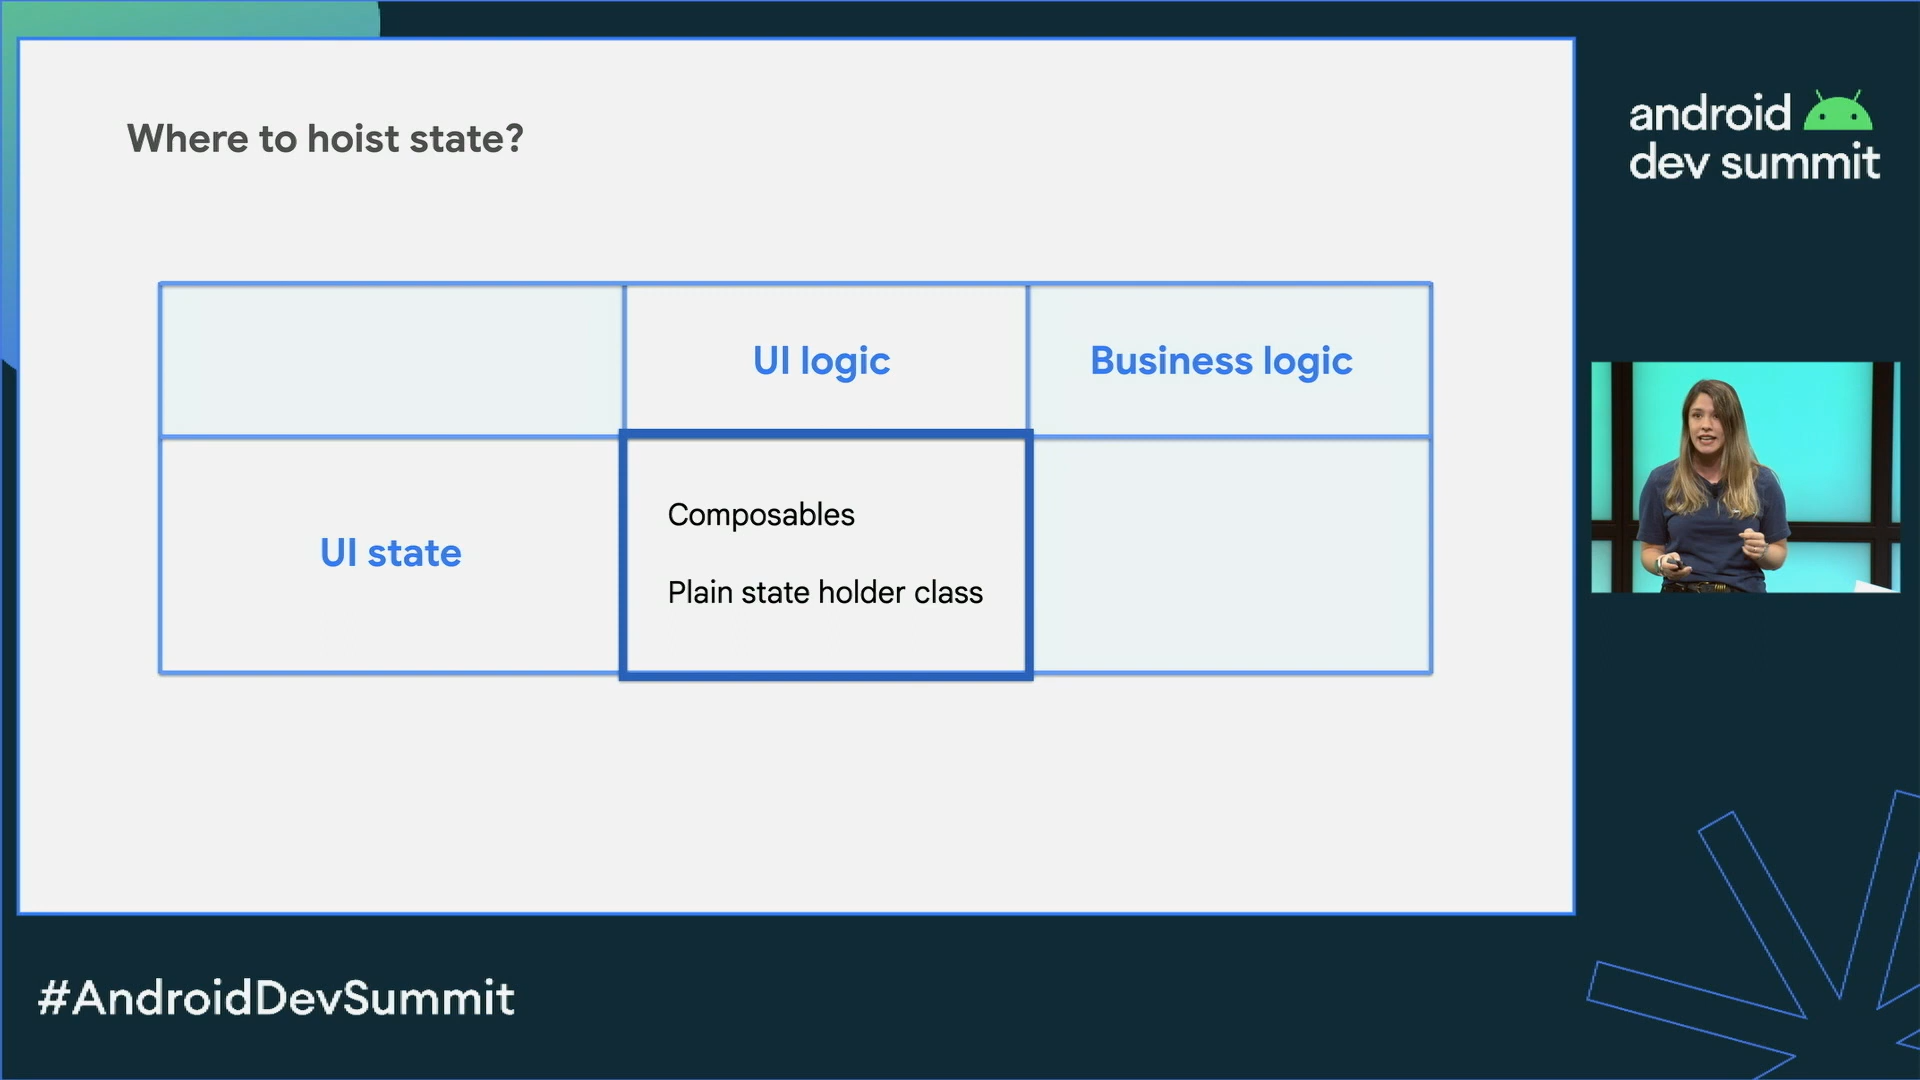 Where to hoist state?
android
dev summit
UI logic
Business logic
UI state
Composables
Plain state holder class
#AndroidDevSummit